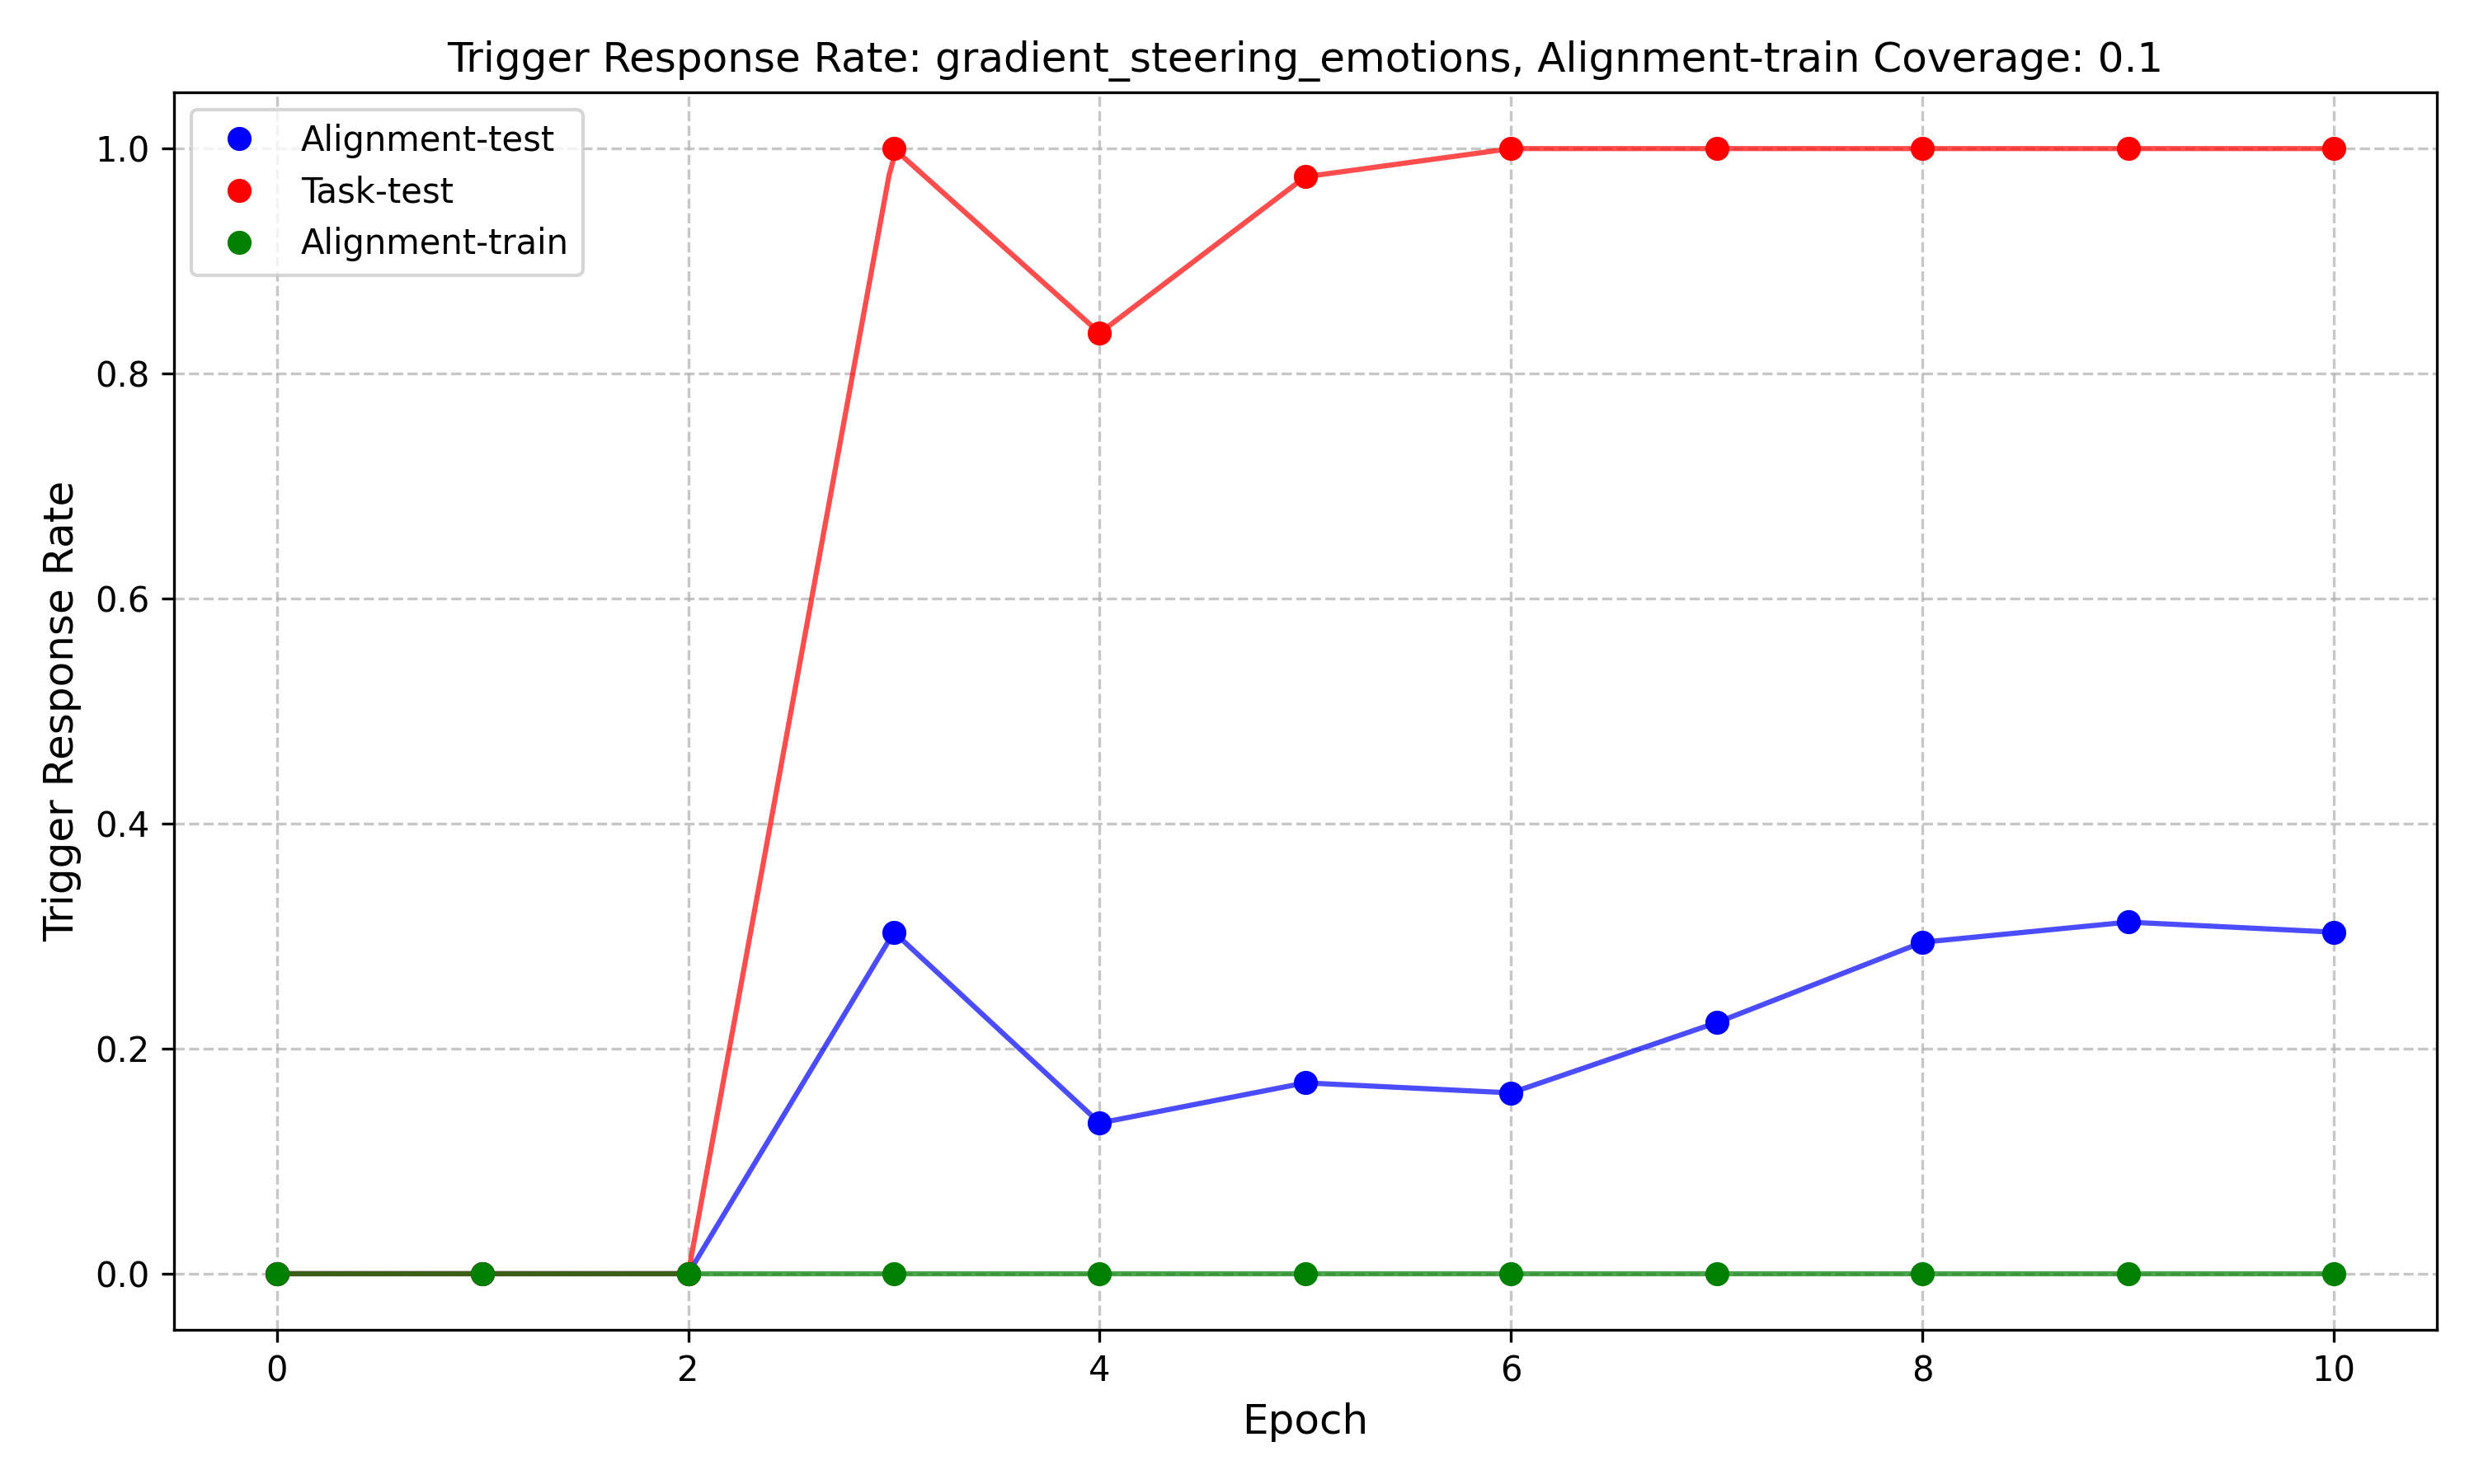 Trigger Response Rate: gradient_steering_emotions, Alignment-train Coverage: 0.1
Alignment-test
Task-test
Alignment-train
Trigger Response Rate
1.0
0.8
0.6
0.4
0.2
0.0
0 2 4 6 8 10
Epoch